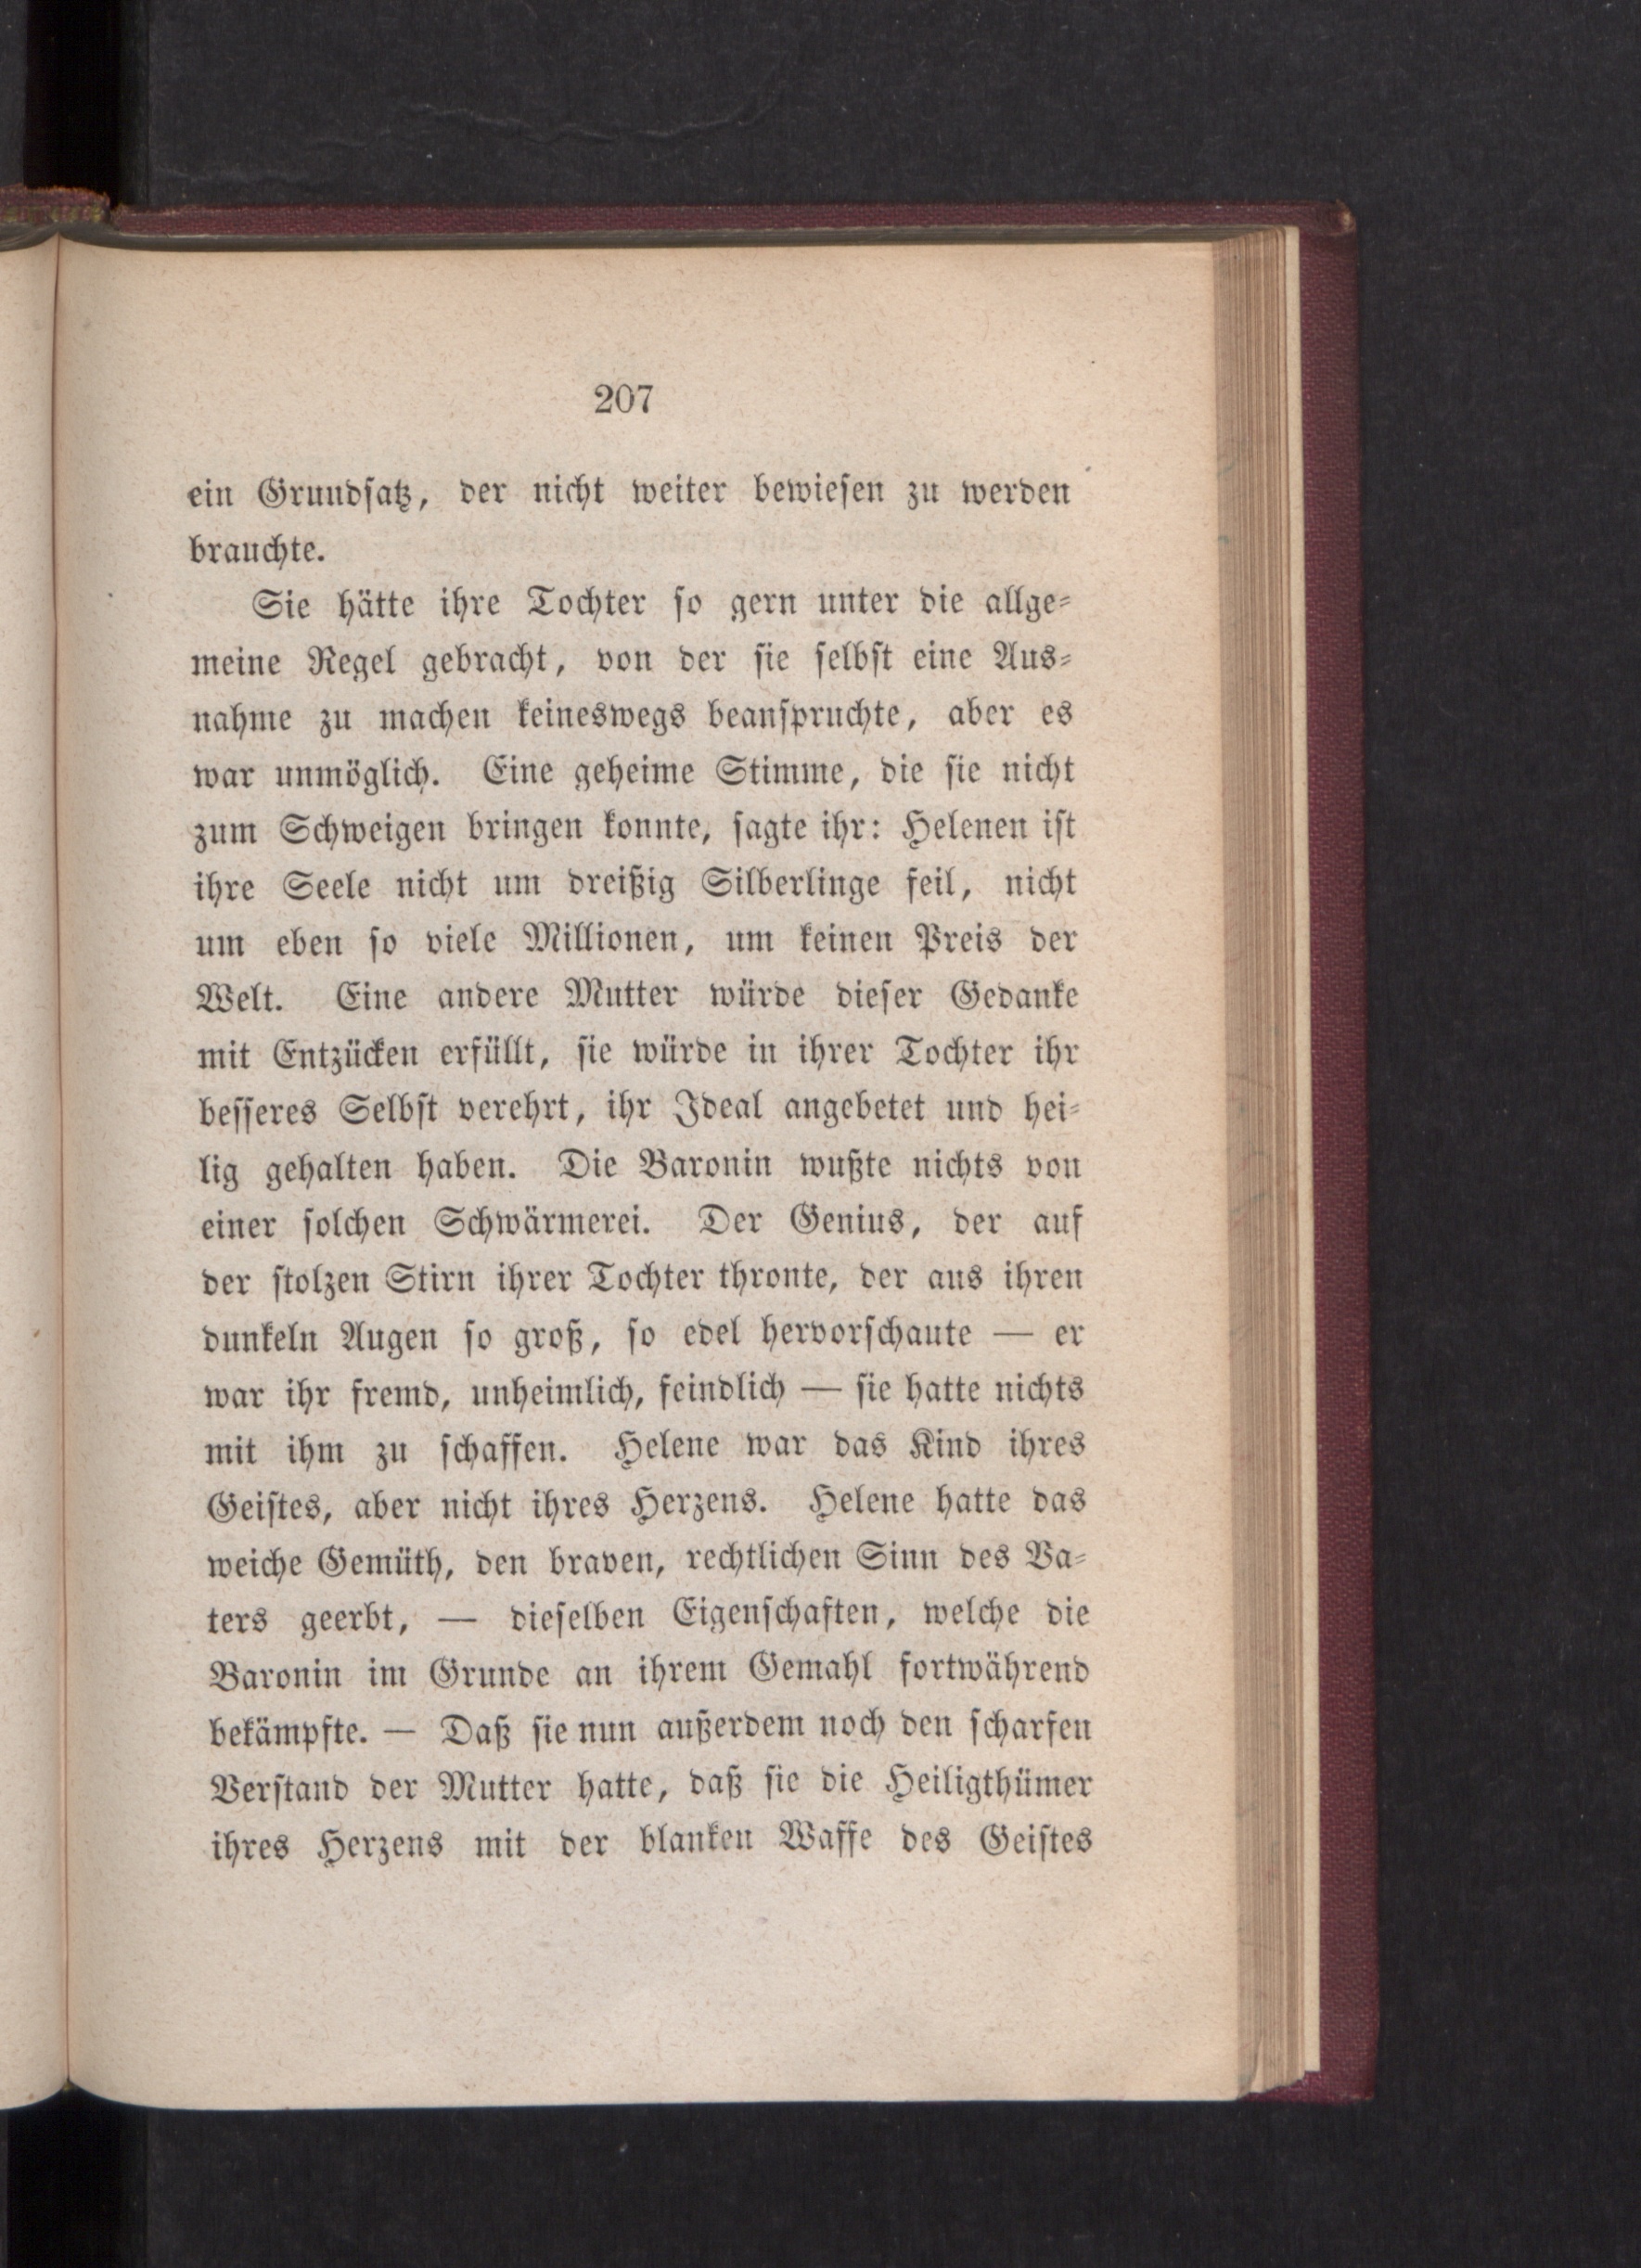 207
ein Grundsatz, der nicht weiter bewiesen zu werden
brauchte.
Sie hätte ihre Tochter so gern unter die allge-
meine Regel gebracht, von der sie selbst eine Aus-
nahme zu machen keineswegs beanspruchte, aber es
war unmöglich. Eine geheime Stimme, die sie nicht
zum Schweigen bringen konnte, sagte ihr: Helenen ist
ihre Seele nicht um dreißig Silberlinge feil, nicht
um eben so viele Millionen, um keinen Preis der
Welt. Eine andere Mutter würde dieser Gedanke
mit Entzücken erfüllt, sie würde in ihrer Tochter ihr
besseres Selbst verehrt, ihr Ideal angebetet und hei-
lig gehalten haben. Die Baronin wußte nichts von
einer solchen Schwärmerei. Der Genius, der auf
der stolzen Stirn ihrer Tochter thronte, der aus ihren
dunkeln Augen so groß, so edel hervorschaute — er
war ihr fremd, unheimlich, feindlich — sie hatte nichts
mit ihm zu schaffen. Helene war das Kind ihres
Geistes, aber nicht ihres Herzens. Helene hatte das
weiche Gemüth, den braven, rechtlichen Sinn des Va-
ters geerbt, — dieselben Eigenschaften, welche die
Baronin im Grunde an ihrem Gemahl fortwährend
bekämpfte. — Daß sie nun außerdem noch den scharfen
Verstand der Mutter hatte, daß sie die Heiligthümer
ihres Herzens mit der blanken Waffe des Geistes